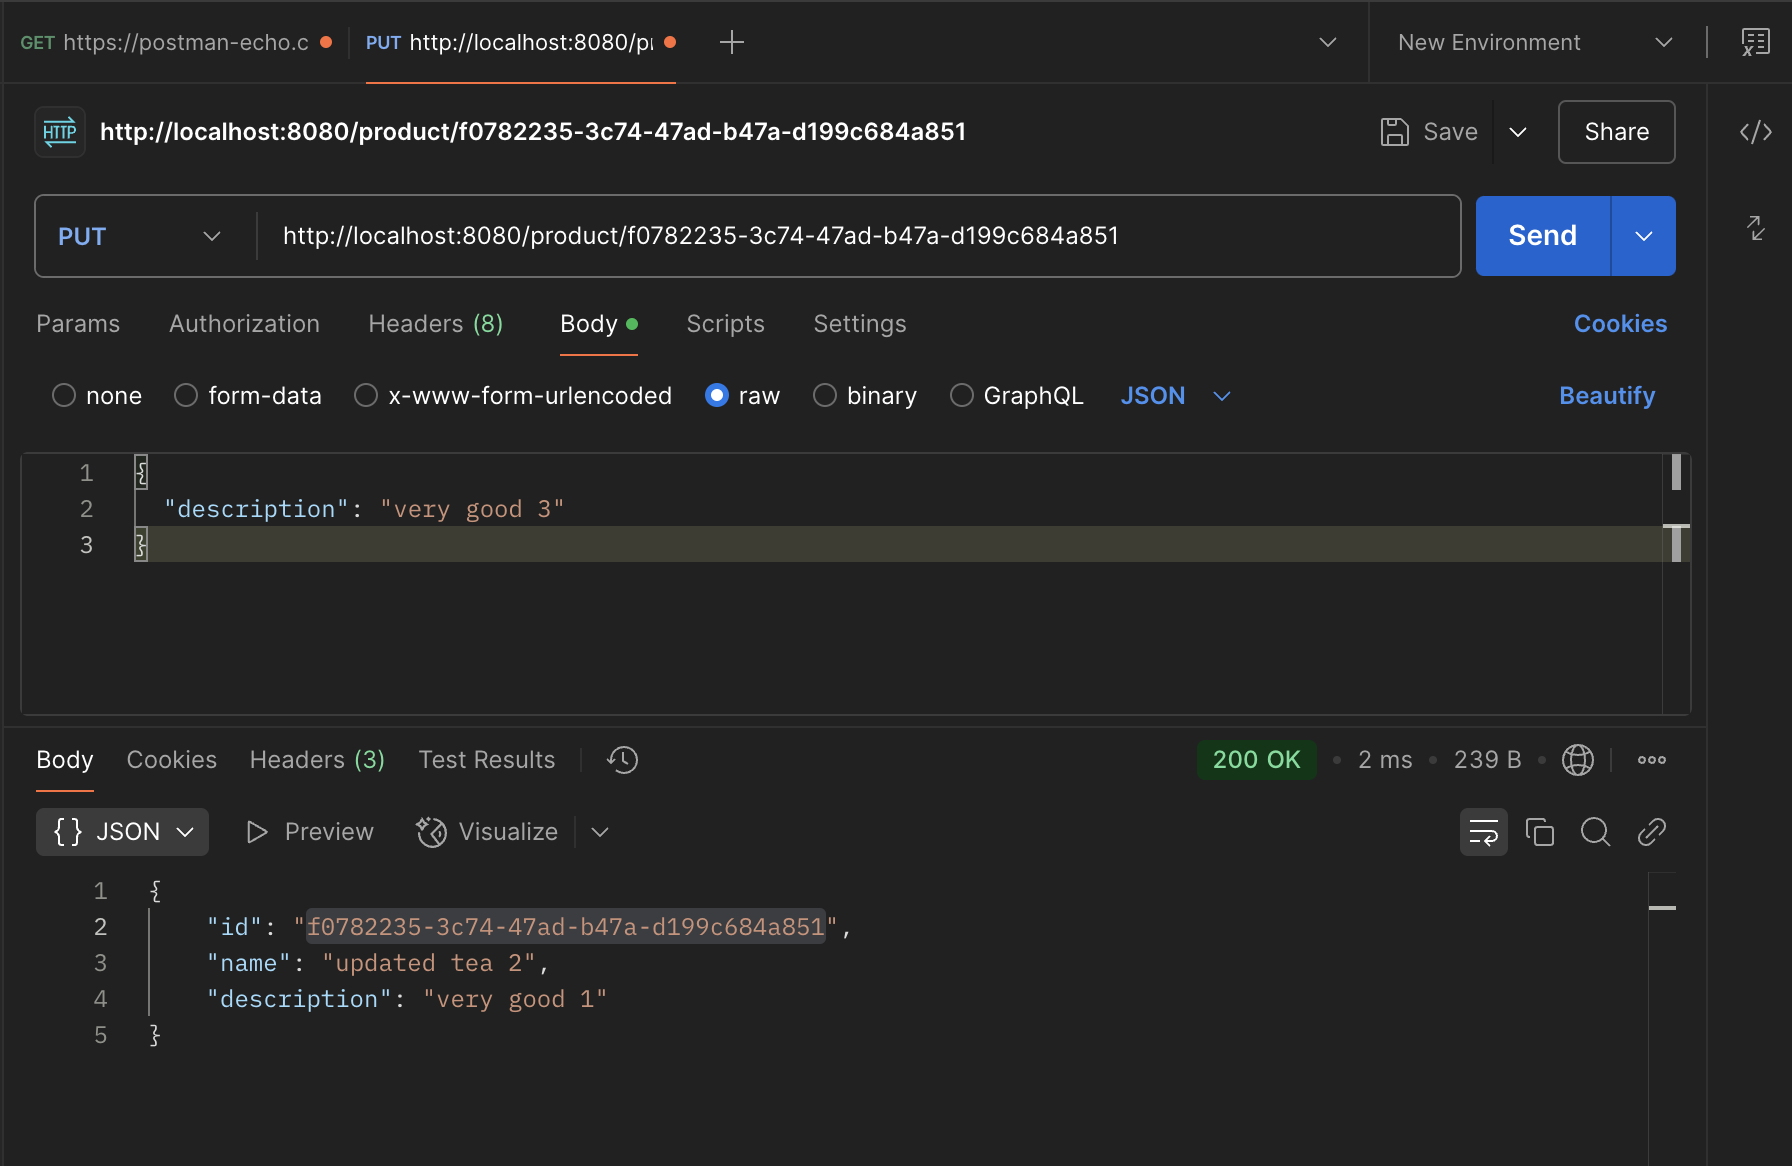 GET https://postman-echo.c
PUT http://localhost:8080/p
New Environment
HTTP http://localhost:8080/product/f0782235-3c74-47ad-b47a-d199c684a851
Save
Share
PUT
http://localhost:8080/product/f0782235-3c74-47ad-b47a-d199c684a851
Send
Params Authorization Headers (8) Body Scripts Settings Cookies
none form-data x-www-form-urlencoded raw binary GraphQL JSON Beautify
1 {
2 "description": "very good 3"
3 }
Body Cookies Headers (3) Test Results
200 OK • 2 ms • 239 B •
{} JSON Preview Visualize
1 {
2 "id": "f0782235-3c74-47ad-b47a-d199c684a851",
3 "name": "updated tea 2",
4 "description": "very good 1"
5 }